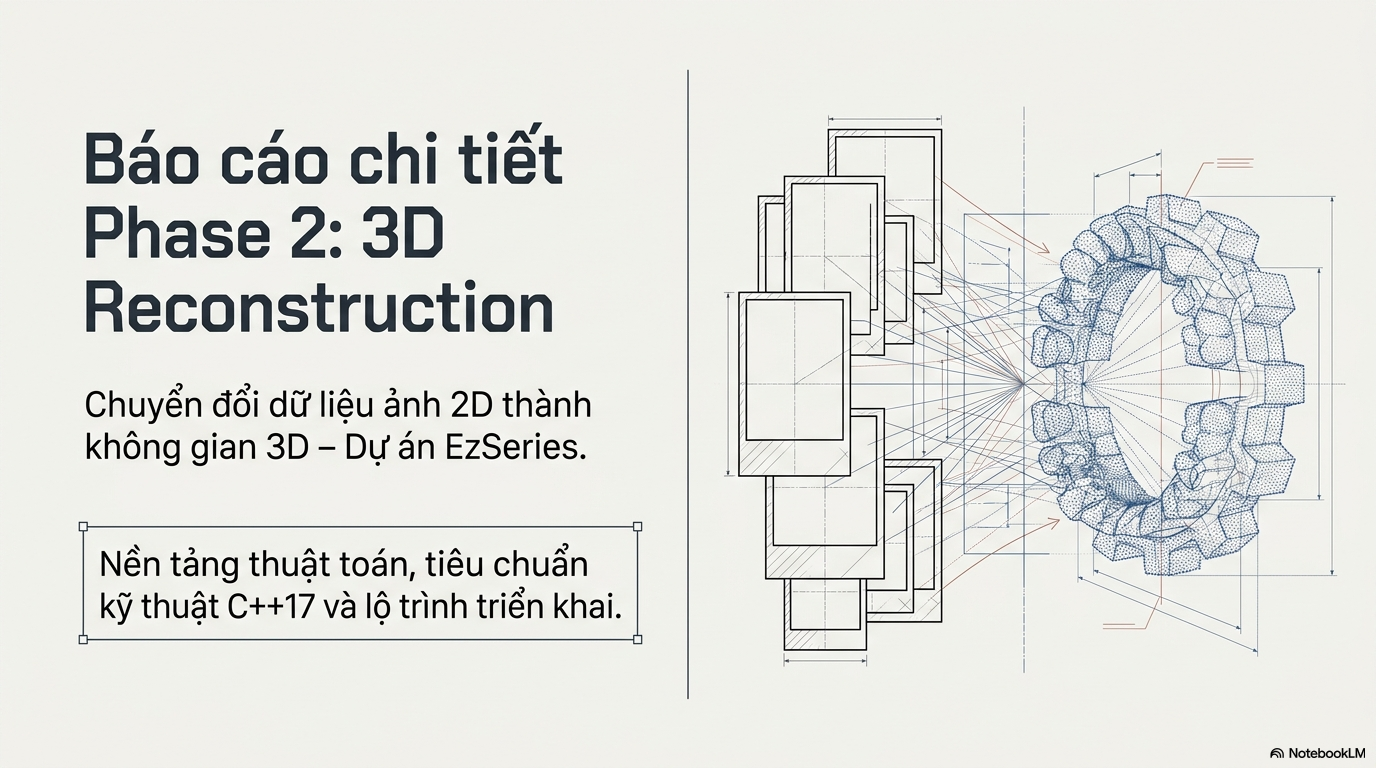 Báo cáo chi tiết
Phase 2: 3D
Reconstruction
Chuyển đổi dữ liệu ảnh 2D thành
không gian 3D – Dự án EzSeries.
Nền tảng thuật toán, tiêu chuẩn
kỹ thuật C++17 và lộ trình triển khai.
NotebookLM